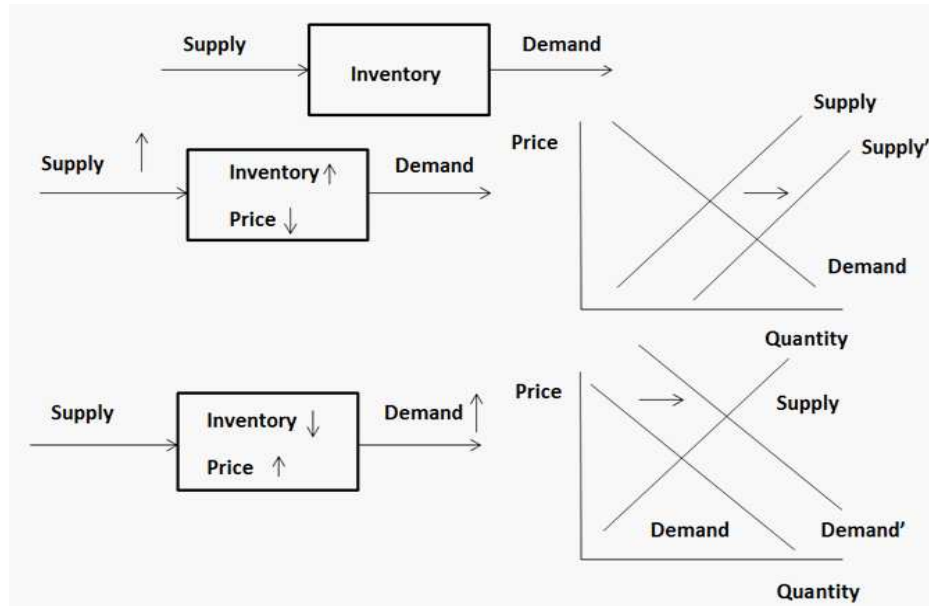 Supply
Demand
Inventory
Supply
Inventory
Price
Demand
Price
Supply
Supply’
Demand
Quantity
Supply
Inventory
Price
Demand
Price
Supply
Demand
Demand’
Quantity